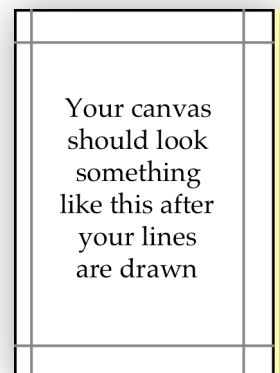 Your canvas
should look
something
like this after
your lines
are drawn